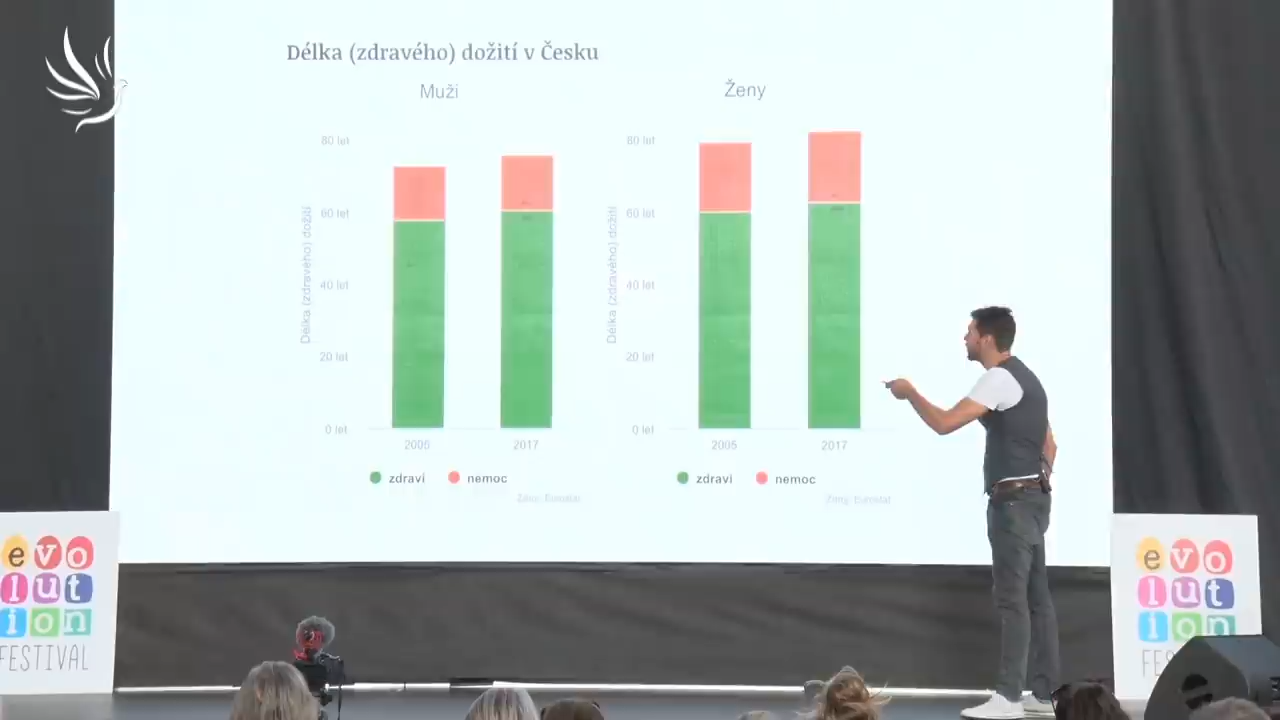 Délka (zdravého) dožití v Česku
Muži
80 let
60 let
40 let
20 let
0 let
Délka (zdravého) dožití
2005
2017
zdraví
nemoc
Ženy
80 let
60 let
40 let
20 let
0 let
Délka (zdravého) dožití
2005
2017
zdraví
nemoc
evo
lut
ion
FESTIVAL
evo
lut
ion